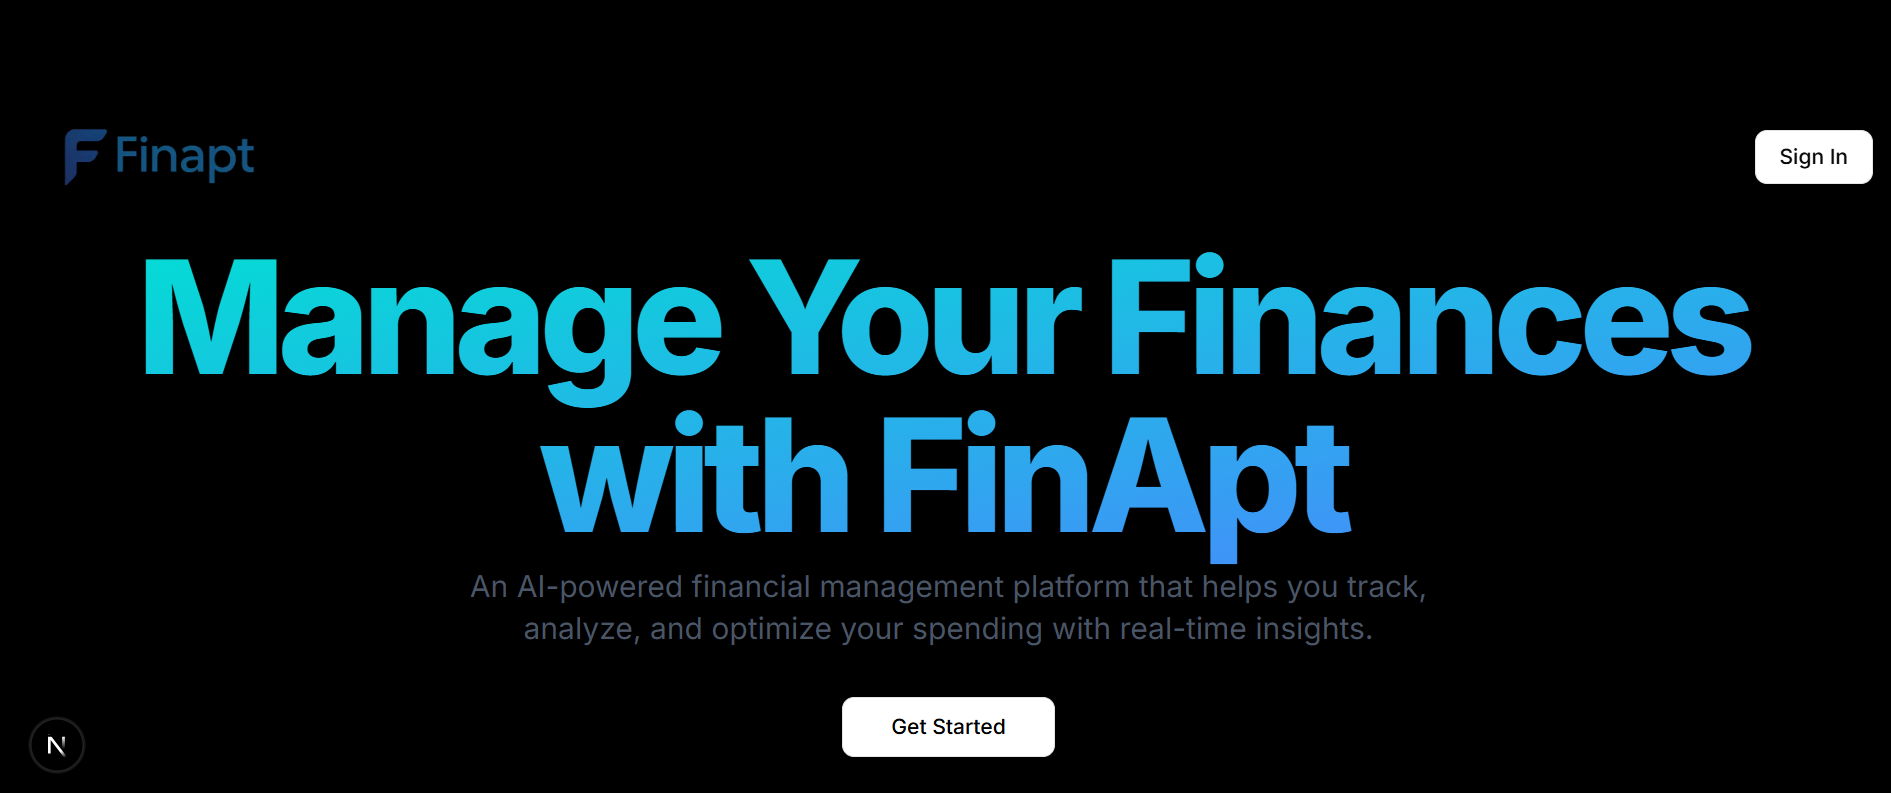 Finapt
Sign In
Manage Your Finances
with FinApt
An AI-powered financial management platform that helps you track,
analyze, and optimize your spending with real-time insights.
Get Started
N